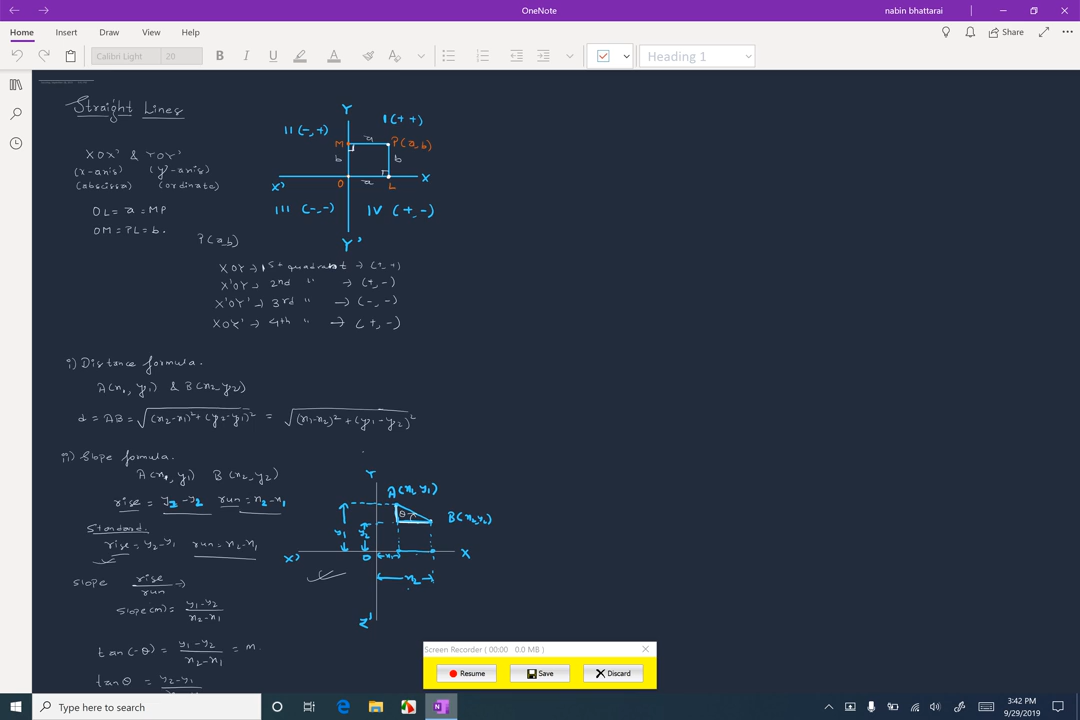 OneNote
nabin bhattarai
Home Insert Draw View Help
Share
Calibri Light 20
B I U A
Heading 1
Straight Lines
XOX' & YOY'
(x-axis) (y-axis)
(abscissa) (ordinate)
OL = a = MP
OM = PL = b.
P(a,b)
Y
I (+ +)
II (-, +)
a
M P(a,b)
b b
O a L X
X'
III (-,-) IV (+,-)
Y'
XOY → 1st quadrant → (+,+)
X'OY → 2nd " → (+,-)
X'OY' → 3rd " → (-,-)
XOY' → 4th " → (+,-)
i) Distance formula.
A(x1, y1) & B(x2, y2)
d = AB = √(x2-x1)²+(y2-y1)² = √(x1-x2)²+(y1-y2)²
ii) Slope formula.
A(x1, y1) B(x2, y2)
run = x2-x1
Standard.
rise = y2-y1 run = x2-x1
Slope rise/run →
Slope(m) = y1-y2/x2-x1
tan(-θ) = y1-y2/x2-x1 = m.
tanθ = y2-y1
Y
B(x2,y2)
θ
y1 y2
X' O x1 X
x2
Z'
Screen Recorder ( 00:00 0.0 MB )
Resume Save Discard
Type here to search
3:42 PM
9/29/2019